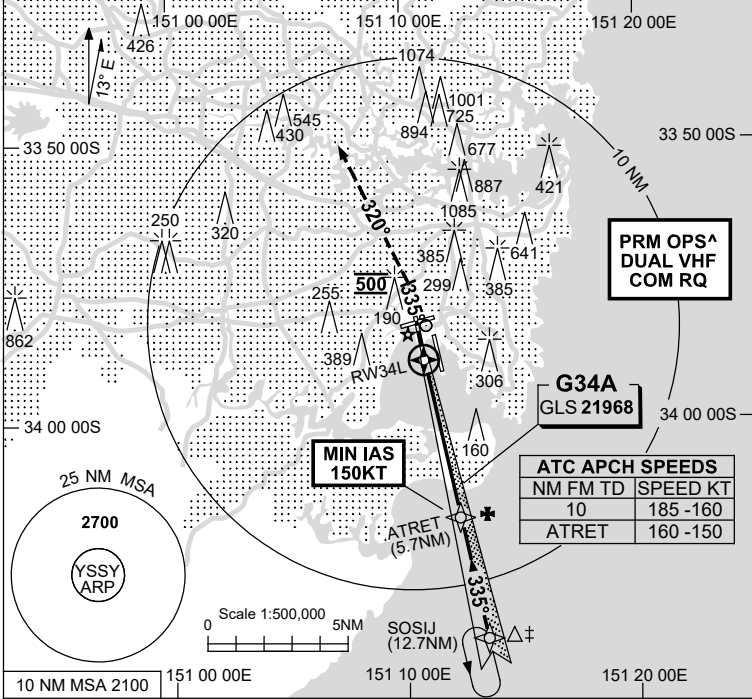 151 00 00E
151 10 00E
151 20 00E
426
13° E
1074
1001
725
894
545
430
677
33 50 00S
33 50 00S
10 NM
887
421
1085
320°
320
250
641
385
385
299
PRM OPS^
DUAL VHF
COM RQ
500
335°
255
190
862
389
RW34L
306
G34A
GLS 21968
34 00 00S
34 00 00S
160
MIN IAS
150KT
ATC APCH SPEEDS
NM FM TD SPEED KT
10 185 -160
ATRET 160 -150
25 NM MSA
2700
YSSY
ARP
ATRET
(5.7NM)
335°
Scale 1:500,000
0 5NM
SOSIJ
(12.7NM)
10 NM MSA 2100
151 00 00E
151 10 00E
151 20 00E